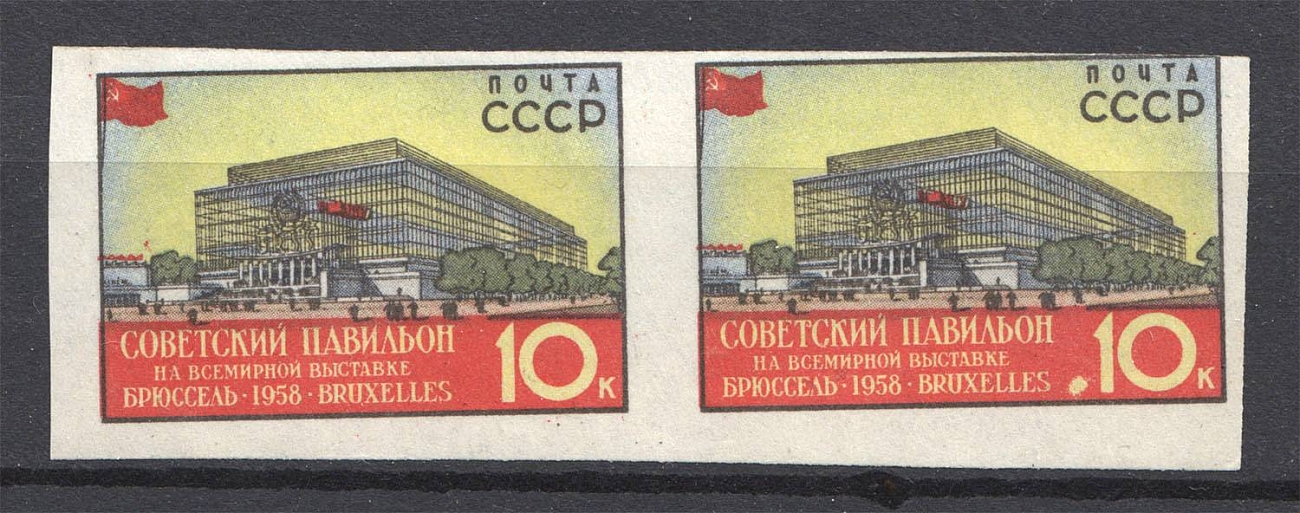 ПОЧТА
СССР
СОВЕТСКИЙ ПАВИЛЬОН
НА ВСЕМИРНОЙ ВЫСТАВКЕ
БРЮССЕЛЬ · 1958 · BRUXELLES
10 К
ПОЧТА
СССР
СОВЕТСКИЙ ПАВИЛЬОН
НА ВСЕМИРНОЙ ВЫСТАВКЕ
БРЮССЕЛЬ · 1958 · BRUXELLES
10 К